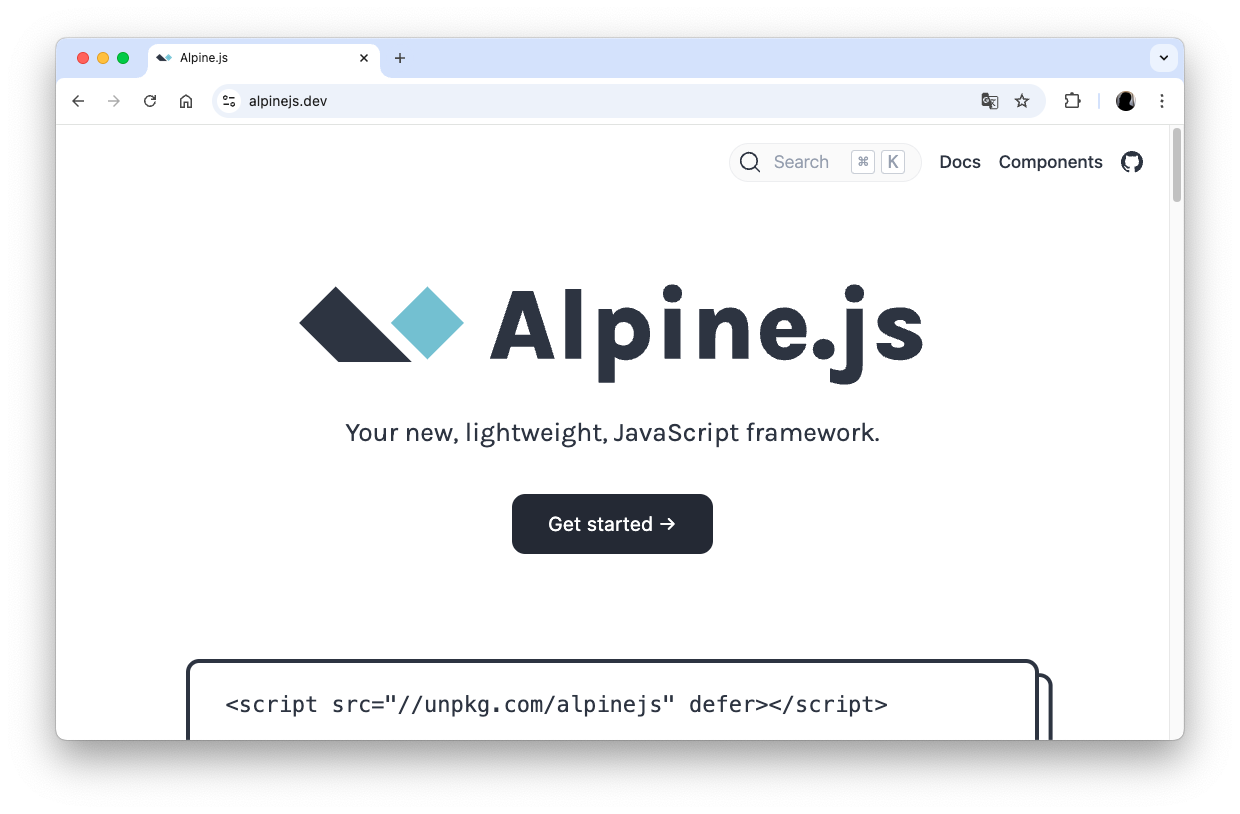 Alpine.js
alpinejs.dev
Search ⌘ K Docs Components
Alpine.js
Your new, lightweight, JavaScript framework.
Get started →
<script src="//unpkg.com/alpinejs" defer></script>